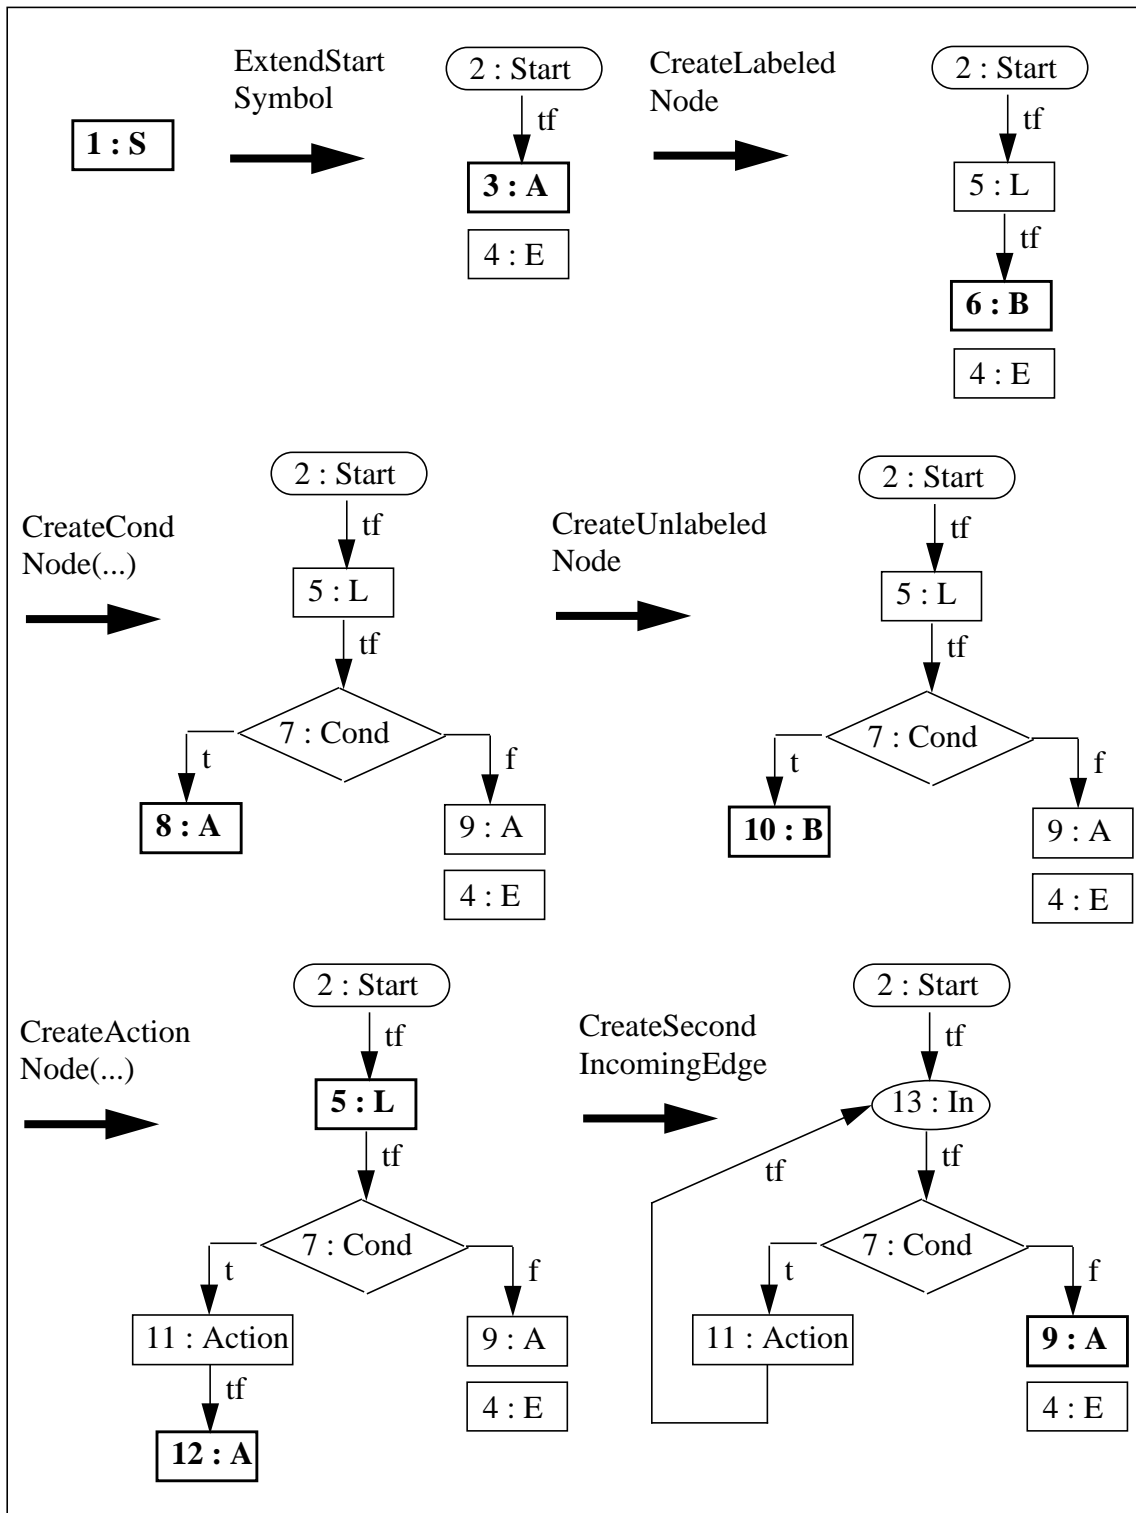 ExtendStart
Symbol
1 : S
2 : Start
tf
3 : A
4 : E
CreateLabeled
Node
2 : Start
tf
5 : L
tf
6 : B
4 : E
CreateCond
Node(...)
2 : Start
tf
5 : L
tf
7 : Cond
t
f
8 : A
9 : A
4 : E
CreateUnlabeled
Node
2 : Start
tf
5 : L
tf
7 : Cond
t
f
10 : B
9 : A
4 : E
CreateAction
Node(...)
2 : Start
tf
5 : L
tf
7 : Cond
t
f
11 : Action
9 : A
tf
4 : E
12 : A
CreateSecond
IncomingEdge
2 : Start
tf
13 : In
tf
tf
7 : Cond
t
f
11 : Action
9 : A
4 : E